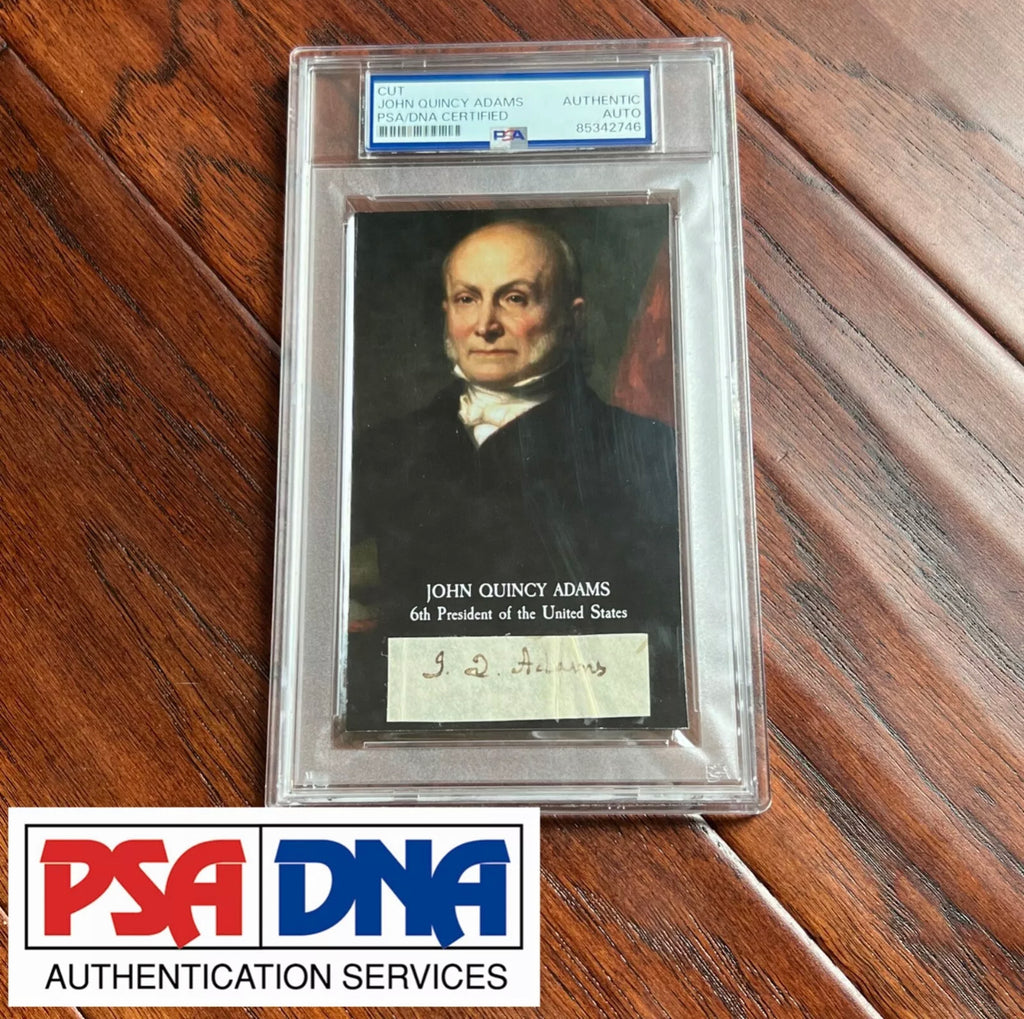 CUT
JOHN QUINCY ADAMS
PSA/DNA CERTIFIED
AUTHENTIC
AUTO
85342746
PSA
JOHN QUINCY ADAMS
6th President of the United States
J. Q. Adams
PSA DNA
AUTHENTICATION SERVICES